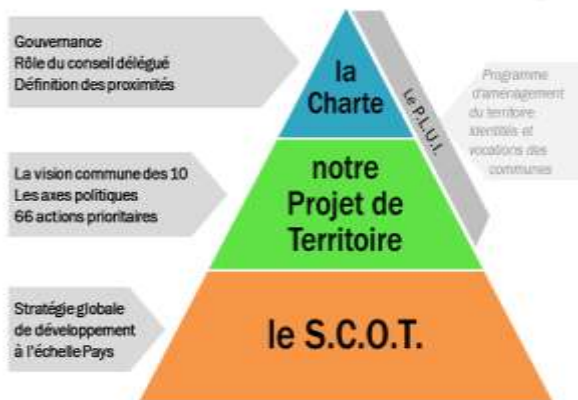 Gouvernance
Rôle du conseil délégué
Définition des proximités
la
Charte
Le P.L.U.I.
Programme
d'aménagement
du territoire
Identités et
vocations des
communes
La vision commune des 10
Les axes politiques
66 actions prioritaires
notre
Projet de
Territoire
Stratégie globale
de développement
à l'échelle Pays
le S.C.O.T.